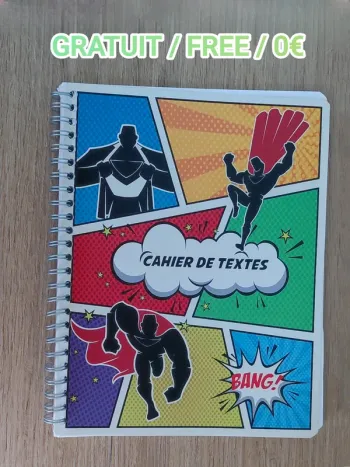 GRATUIT / FREE / 0€
CAHIER DE TEXTES
BANG!